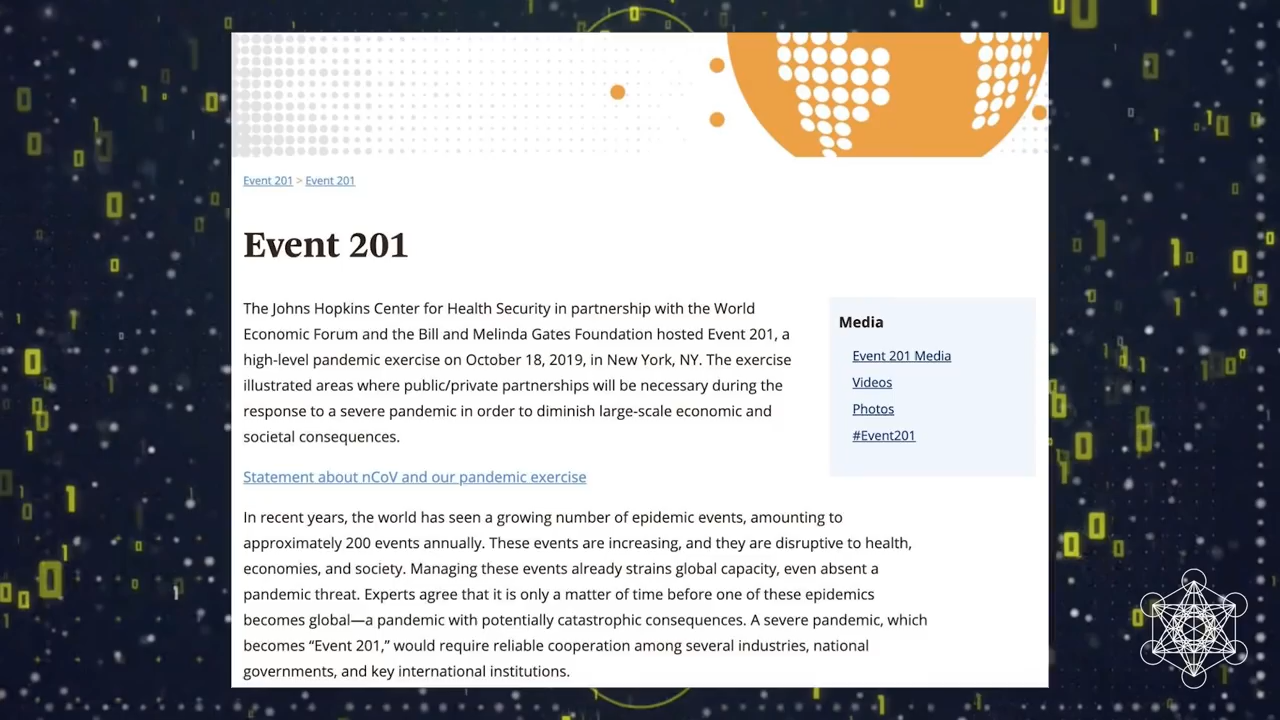 Event 201 > Event 201
Event 201
The Johns Hopkins Center for Health Security in partnership with the World
Economic Forum and the Bill and Melinda Gates Foundation hosted Event 201, a
high-level pandemic exercise on October 18, 2019, in New York, NY. The exercise
illustrated areas where public/private partnerships will be necessary during the
response to a severe pandemic in order to diminish large-scale economic and
societal consequences.
Statement about nCoV and our pandemic exercise
In recent years, the world has seen a growing number of epidemic events, amounting to
approximately 200 events annually. These events are increasing, and they are disruptive to health,
economies, and society. Managing these events already strains global capacity, even absent a
pandemic threat. Experts agree that it is only a matter of time before one of these epidemics
becomes global—a pandemic with potentially catastrophic consequences. A severe pandemic, which
becomes “Event 201,” would require reliable cooperation among several industries, national
governments, and key international institutions.
Media
Event 201 Media
Videos
Photos
#Event201